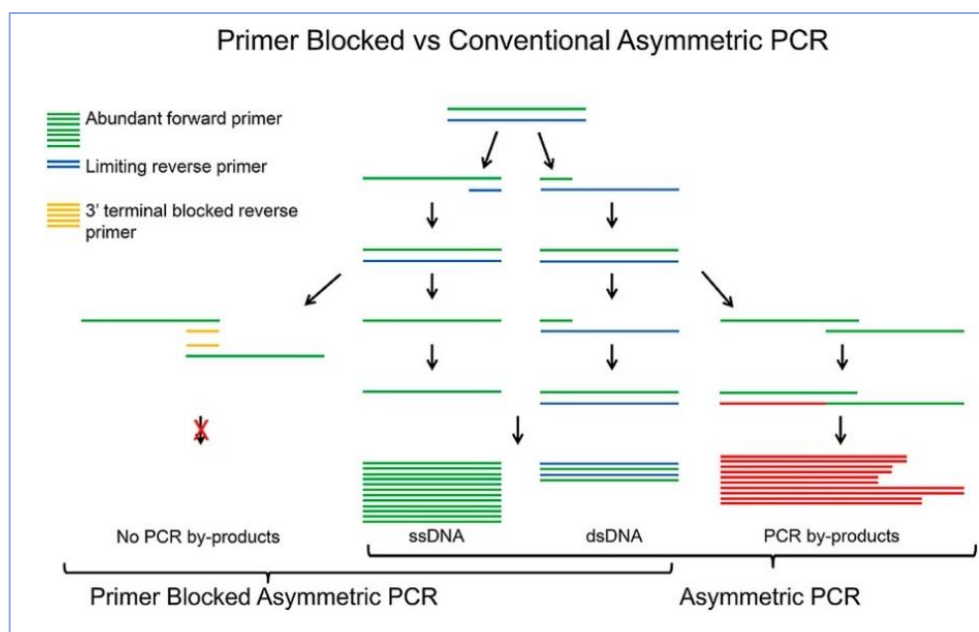 Primer Blocked vs Conventional Asymmetric PCR
Abundant forward primer
Limiting reverse primer
3' terminal blocked reverse
primer
No PCR by-products
ssDNA
dsDNA
PCR by-products
Primer Blocked Asymmetric PCR
Asymmetric PCR